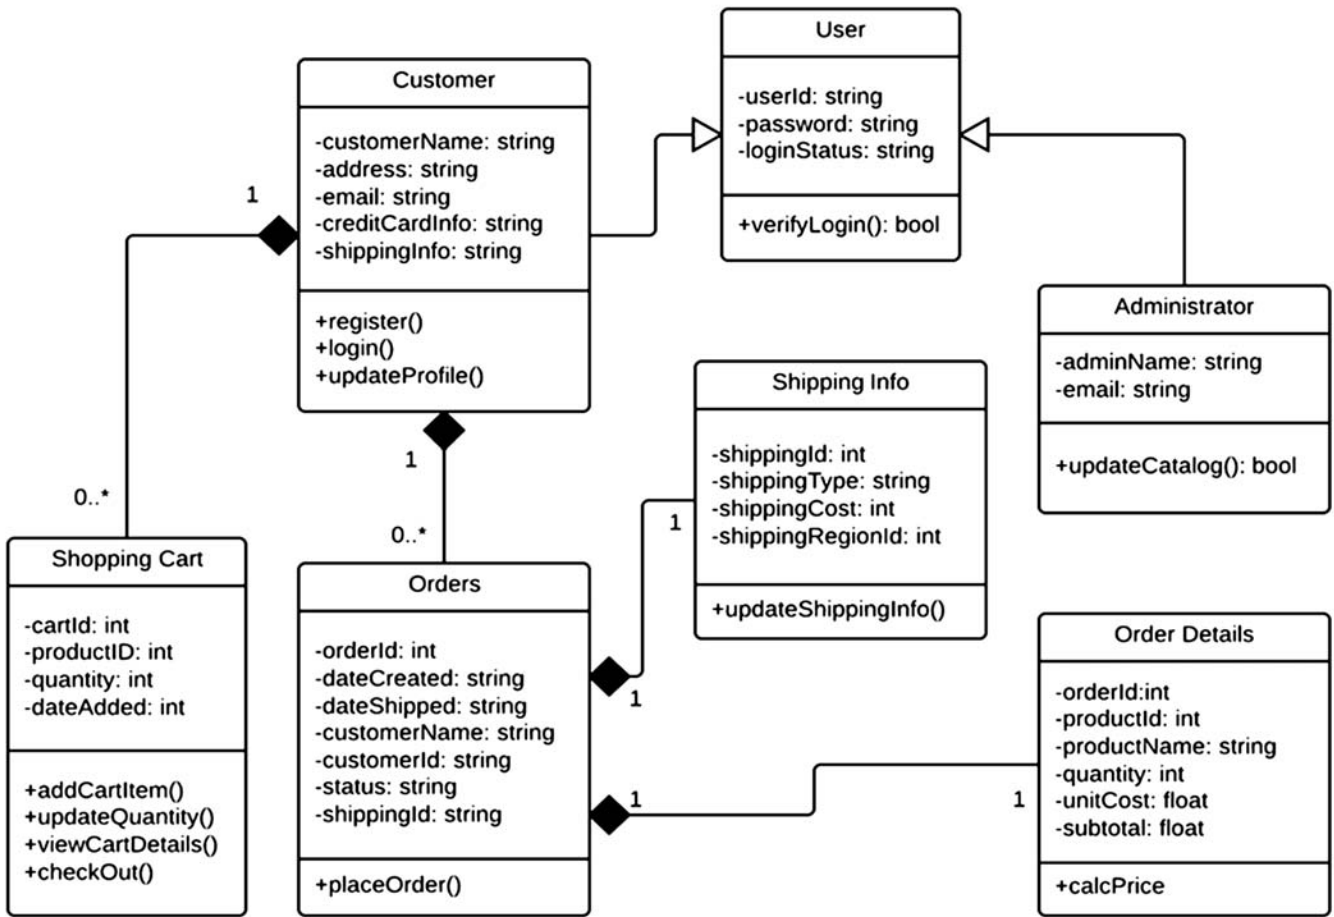 User
-userId: string
-password: string
-loginStatus: string
+verifyLogin(): bool
Customer
-customerName: string
-address: string
-email: string
-creditCardInfo: string
-shippingInfo: string
+register()
+login()
+updateProfile()
1
0..*
1
0..*
Administrator
-adminName: string
-email: string
+updateCatalog(): bool
Shipping Info
-shippingId: int
-shippingType: string
-shippingCost: int
-shippingRegionId: int
+updateShippingInfo()
1
1
Shopping Cart
-cartId: int
-productID: int
-quantity: int
-dateAdded: int
+addCartItem()
+updateQuantity()
+viewCartDetails()
+checkOut()
Orders
-orderId: int
-dateCreated: string
-dateShipped: string
-customerName: string
-customerId: string
-status: string
-shippingId: string
+placeOrder()
1
1
Order Details
-orderId:int
-productId: int
-productName: string
-quantity: int
-unitCost: float
-subtotal: float
+calcPrice